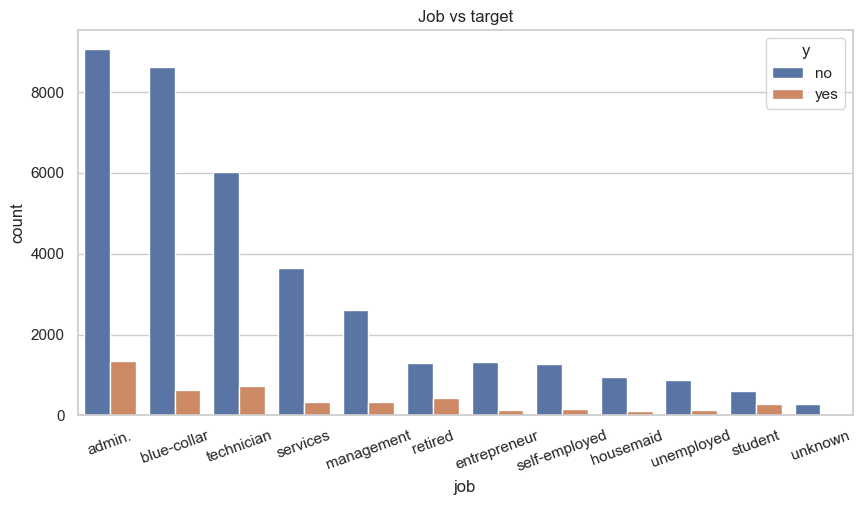 Job vs target
y
no
yes
8000
6000
4000
2000
0
count
admin. blue-collar technician services management retired entrepreneur self-employed housemaid unemployed student unknown
job